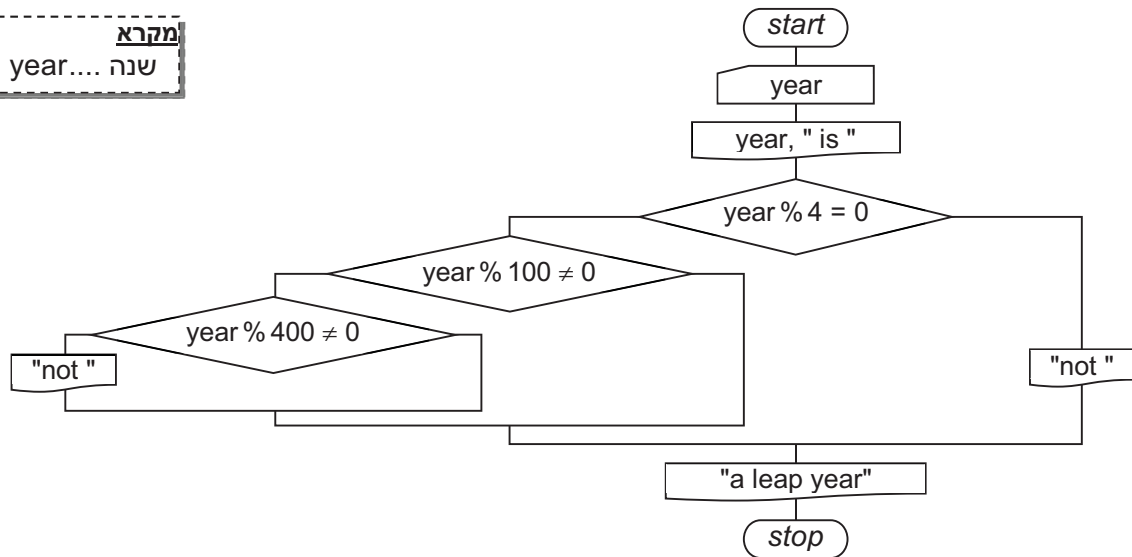 מקרא
שנה ....year
start
year
year, " is "
year % 4 = 0
year % 100 ≠ 0
year % 400 ≠ 0
"not "
"not "
"a leap year"
stop